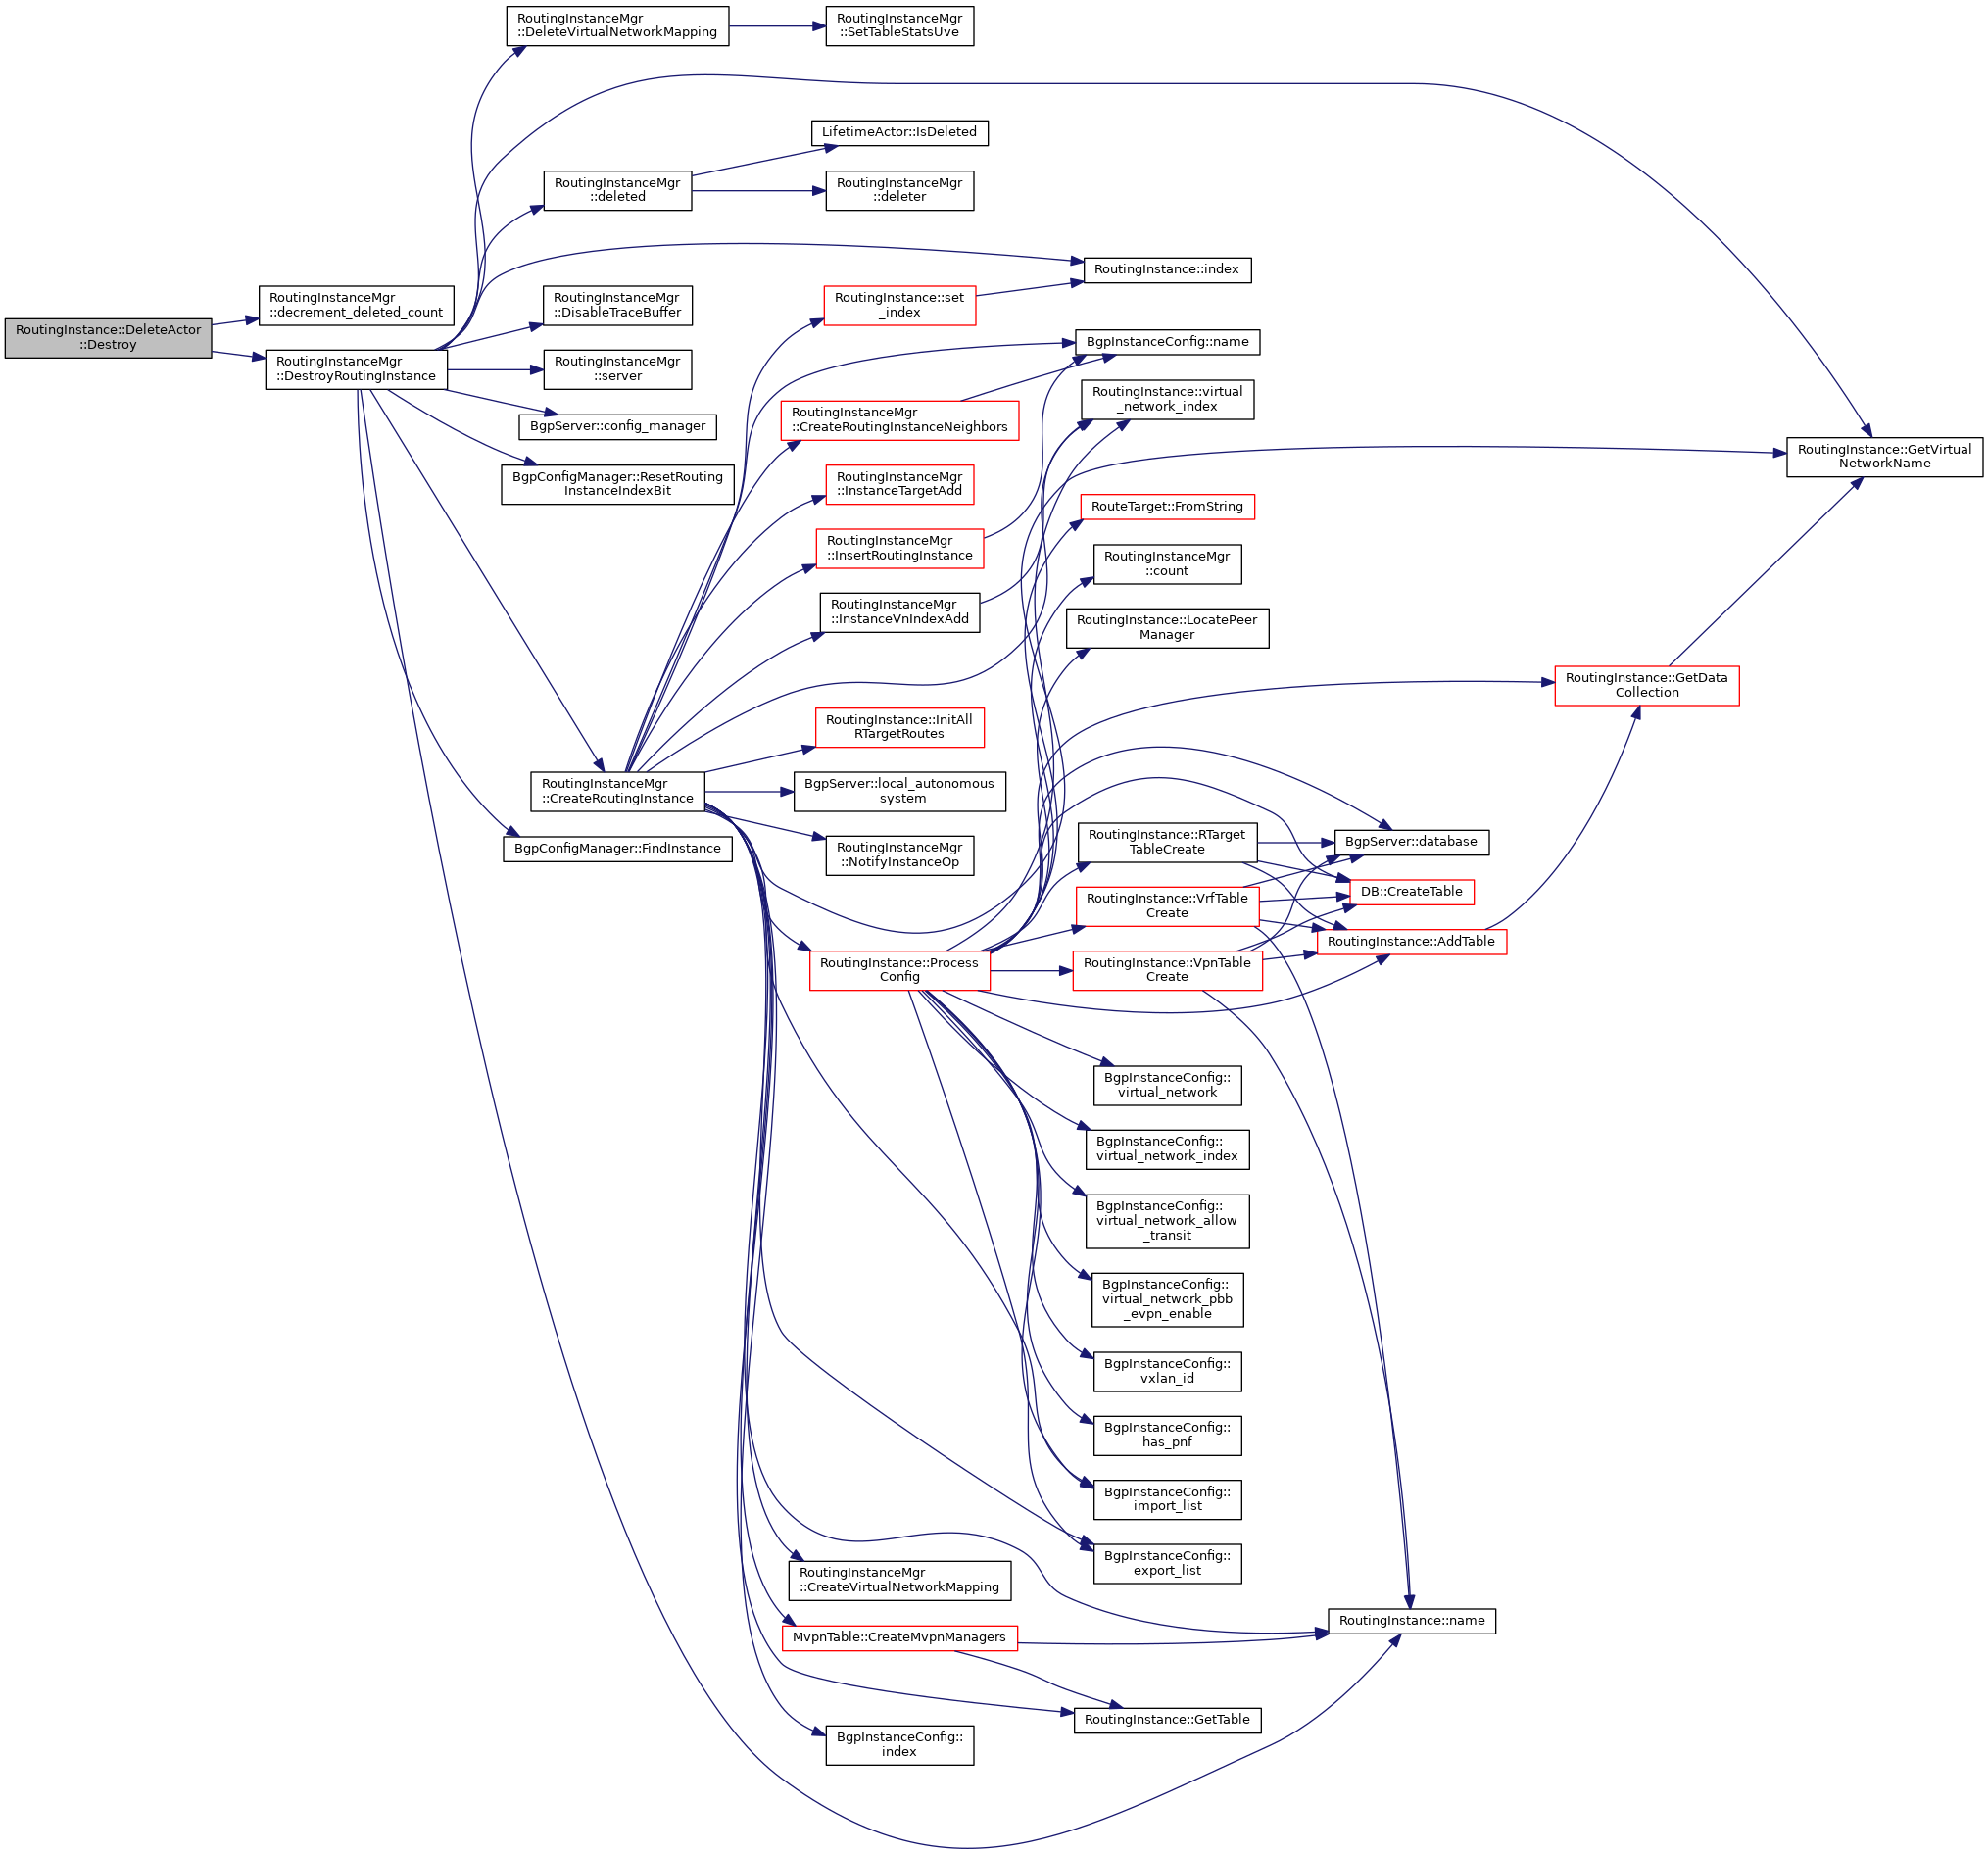 RoutingInstance::DeleteActor
::Destroy
RoutingInstanceMgr
::decrement_deleted_count
RoutingInstanceMgr
::DestroyRoutingInstance
RoutingInstanceMgr
::DeleteVirtualNetworkMapping
RoutingInstanceMgr
::SetTableStatsUve
RoutingInstanceMgr
::deleted
LifetimeActor::IsDeleted
RoutingInstanceMgr
::deleter
RoutingInstanceMgr
::DisableTraceBuffer
RoutingInstanceMgr
::server
BgpServer::config_manager
BgpConfigManager::ResetRouting
InstanceIndexBit
RoutingInstanceMgr
::CreateRoutingInstance
BgpConfigManager::FindInstance
RoutingInstance::set
_index
RoutingInstanceMgr
::CreateRoutingInstanceNeighbors
RoutingInstanceMgr
::InstanceTargetAdd
RoutingInstanceMgr
::InsertRoutingInstance
RoutingInstanceMgr
::InstanceVnIndexAdd
RoutingInstance::InitAll
RTargetRoutes
BgpServer::local_autonomous
_system
RoutingInstanceMgr
::NotifyInstanceOp
RoutingInstance::Process
Config
RoutingInstanceMgr
::CreateVirtualNetworkMapping
MvpnTable::CreateMvpnManagers
BgpInstanceConfig::
index
RoutingInstance::index
BgpInstanceConfig::name
RoutingInstance::virtual
_network_index
RouteTarget::FromString
RoutingInstanceMgr
::count
RoutingInstance::LocatePeer
Manager
RoutingInstance::RTarget
TableCreate
RoutingInstance::VrfTable
Create
RoutingInstance::VpnTable
Create
BgpInstanceConfig::
virtual_network
BgpInstanceConfig::
virtual_network_index
BgpInstanceConfig::
virtual_network_allow
_transit
BgpInstanceConfig::
virtual_network_pbb
_evpn_enable
BgpInstanceConfig::
vxlan_id
BgpInstanceConfig::
has_pnf
BgpInstanceConfig::
import_list
BgpInstanceConfig::
export_list
RoutingInstance::GetTable
BgpServer::database
DB::CreateTable
RoutingInstance::AddTable
RoutingInstance::name
RoutingInstance::GetData
Collection
RoutingInstance::GetVirtual
NetworkName